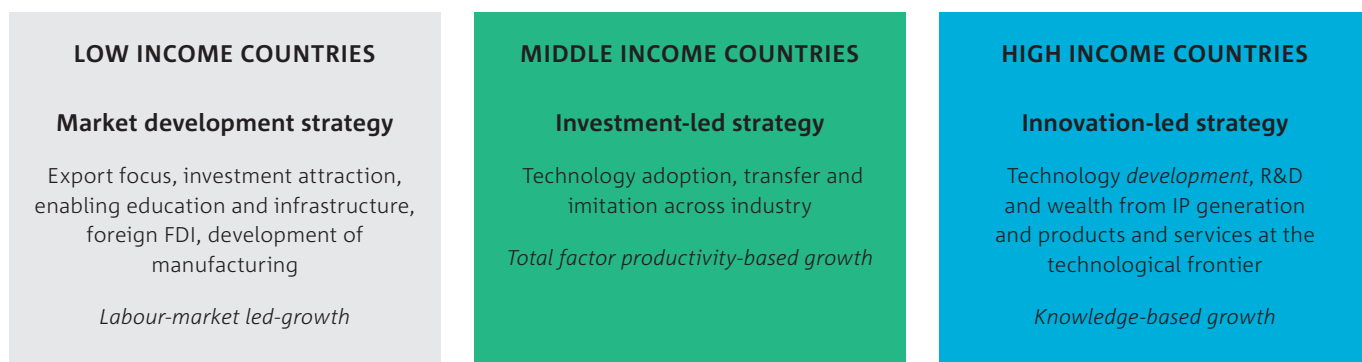 LOW INCOME COUNTRIES
Market development strategy
Export focus, investment attraction,
enabling education and infrastructure,
foreign FDI, development of
manufacturing
Labour-market led-growth
MIDDLE INCOME COUNTRIES
Investment-led strategy
Technology adoption, transfer and
imitation across industry
Total factor productivity-based growth
HIGH INCOME COUNTRIES
Innovation-led strategy
Technology development, R&D
and wealth from IP generation
and products and services at the
technological frontier
Knowledge-based growth